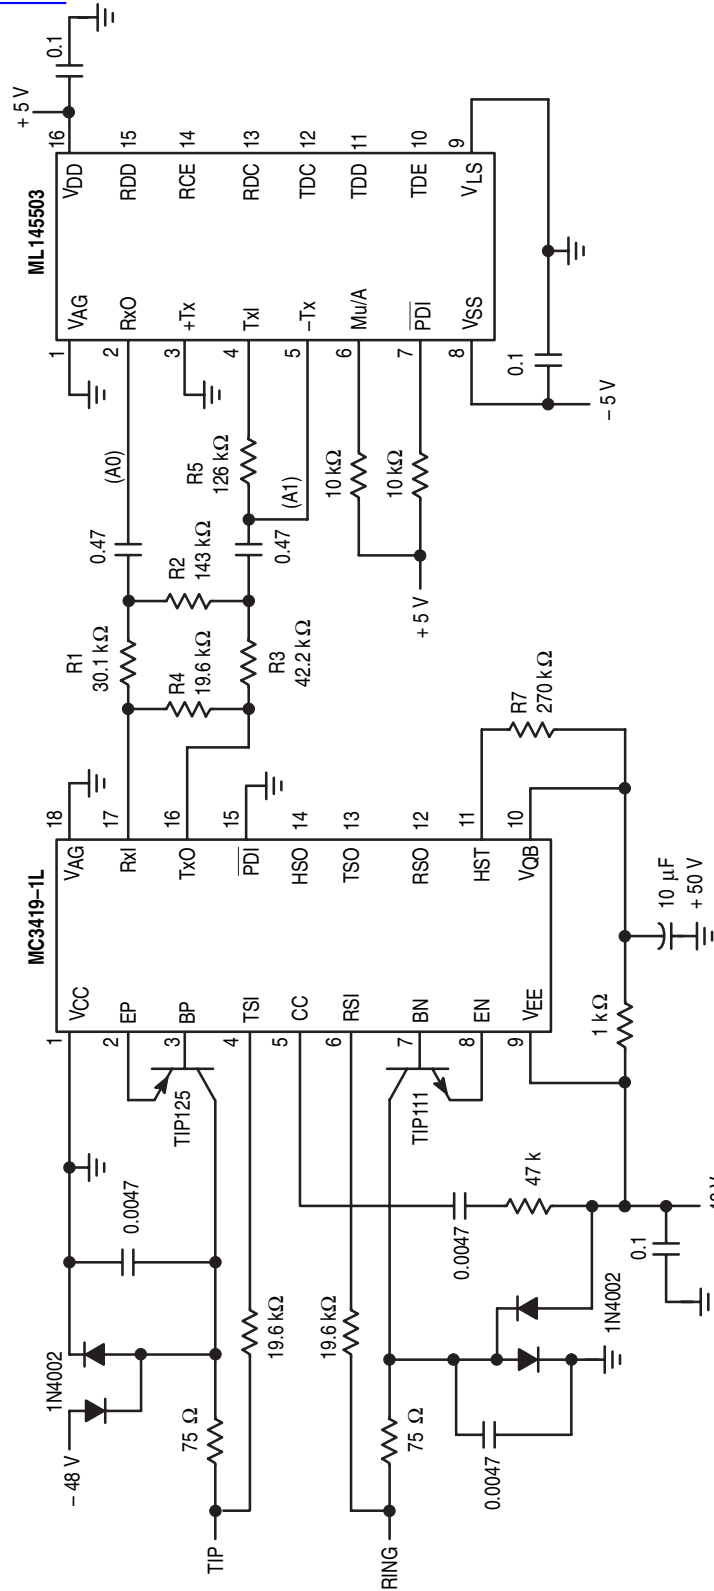 ML145503
+ 5 V
0.1
1
VAG
VDD
16
2
RxO
RDD
15
3
+Tx
RCE
14
4
TxI
RDC
13
5
–Tx
TDC
12
6
Mu/A
TDD
11
7
PDI
TDE
10
8
VSS
VLS
9
0.1
– 5 V
(A0)
(A1)
0.47
0.47
R1
30.1 kΩ
R2
143 kΩ
R3
42.2 kΩ
R4
19.6 kΩ
R5
126 kΩ
10 kΩ
10 kΩ
+ 5 V
MC3419–1L
1
VCC
VAG
18
2
EP
RxI
17
3
BP
TxO
16
4
TSI
PDI
15
5
CC
HSO
14
6
RSI
TSO
13
7
BN
RSO
12
8
EN
HST
11
9
VEE
VQB
10
R7
270 kΩ
10 μF
+ 50 V
1 kΩ
TIP125
TIP111
0.0047
1N4002
– 48 V
75 Ω
TIP
19.6 kΩ
19.6 kΩ
RING
75 Ω
0.0047
47 k
0.0047
1N4002
0.1